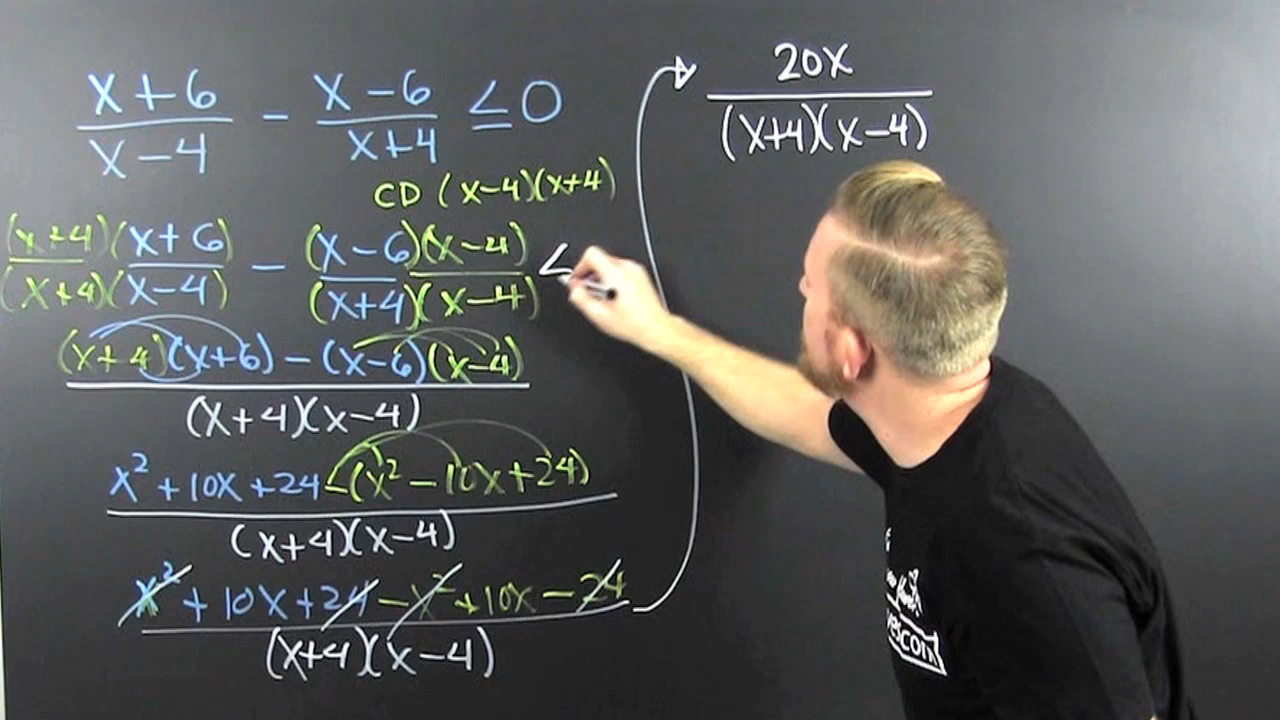 x+6 / x-4 - x-6 / x+4 ≤ 0
CD (x-4)(x+4)
(x+4)(x+6) / (x+4)(x-4) - (x-6)(x-4) / (x+4)(x-4) <
(x+4)(x+6) - (x-6)(x-4)
(x+4)(x-4)
x² + 10x + 24 - (x² - 10x + 24)
(x+4)(x-4)
x² + 10x + 24 - x² + 10x - 24
(x+4)(x-4)
20x
(x+4)(x-4)